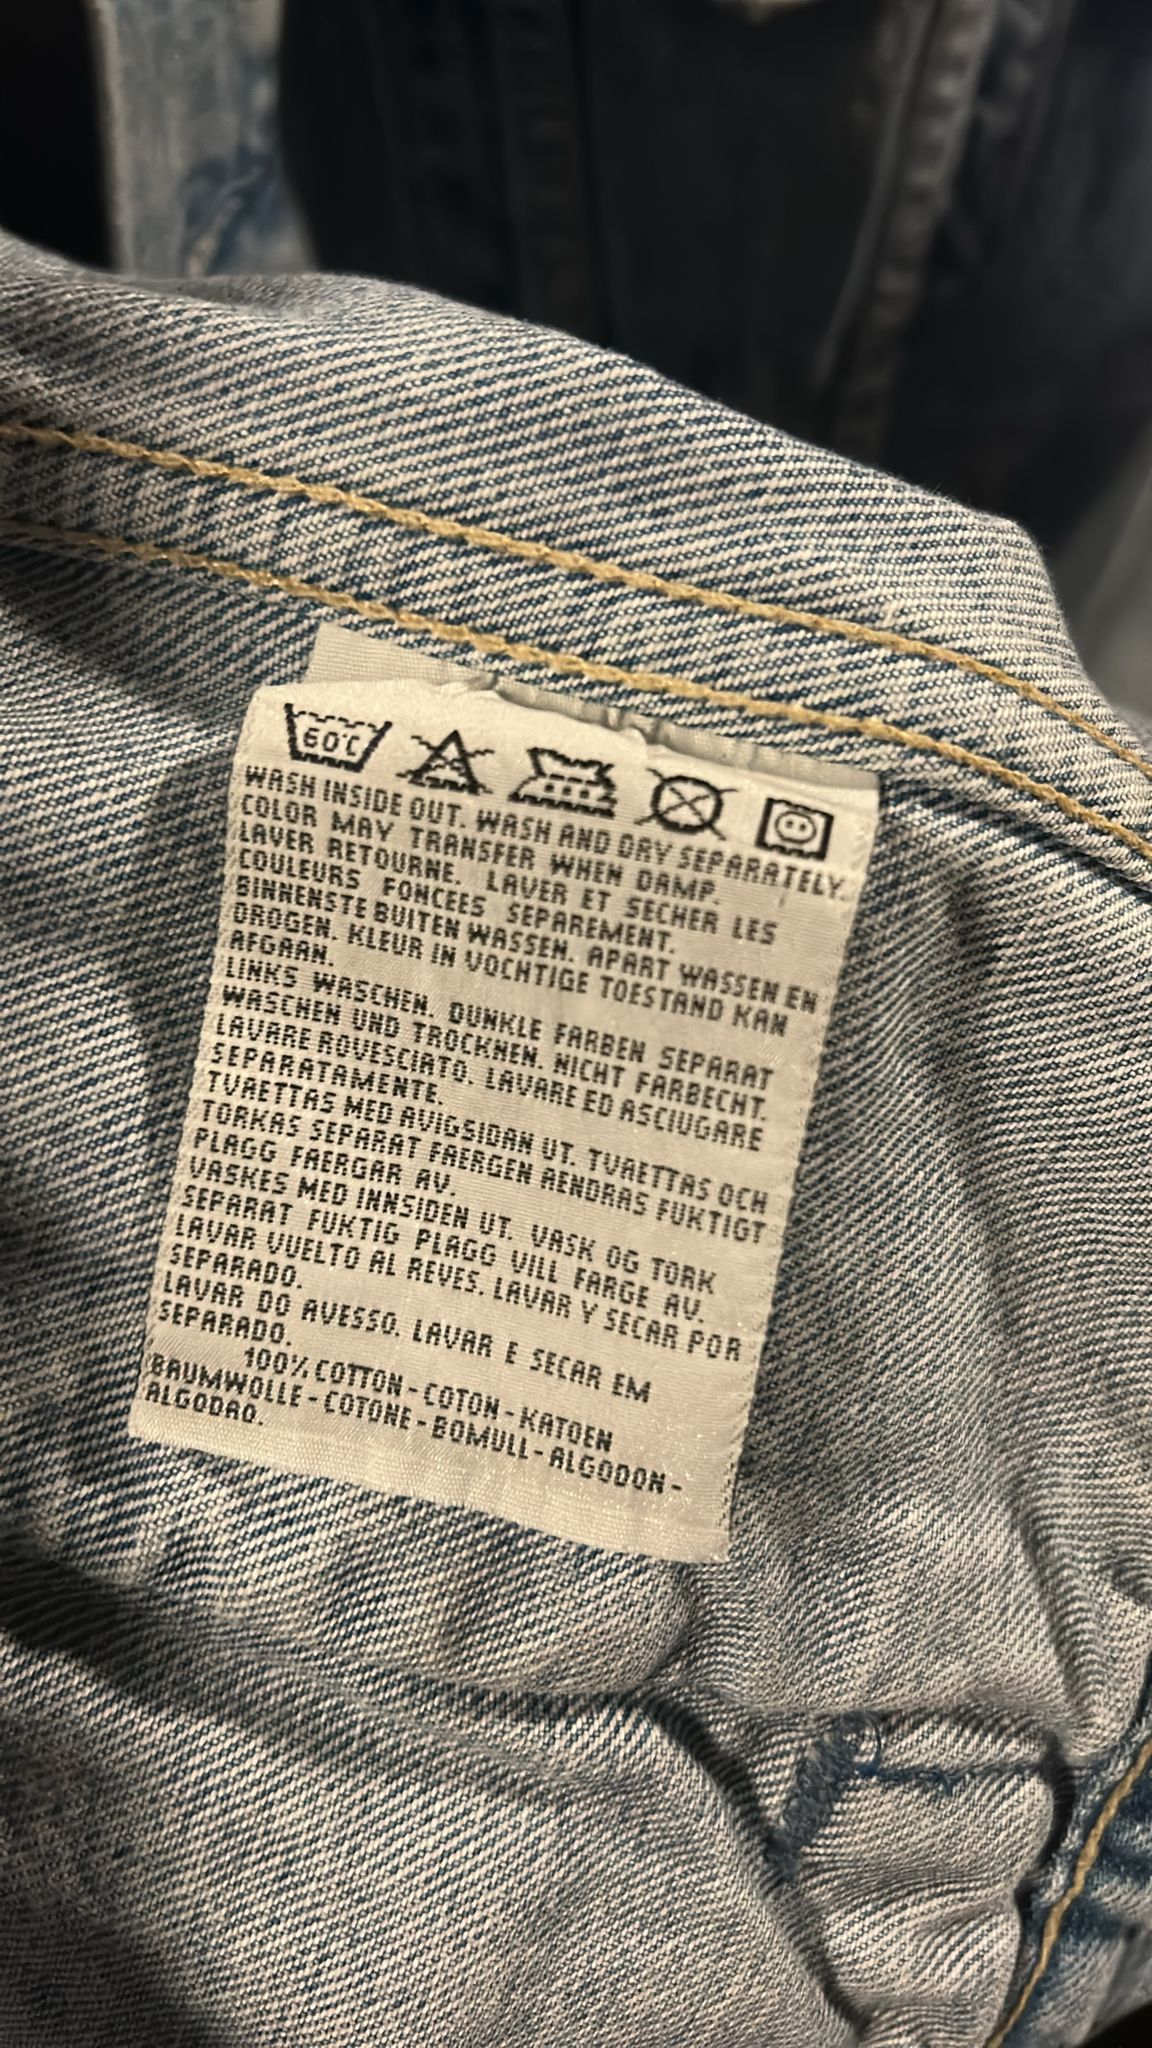 60℃
WASH INSIDE OUT. WASH AND DRY SEPARATELY.
COLOR MAY TRANSFER WHEN DAMP.
LAVER RETOURNE. LAVER ET SECHER LES
COULEURS FONCEES SEPAREMENT.
BINNENSTE BUITEN WASSEN. APART WASSEN EN
DROGEN. KLEUR IN VOCHTIGE TOESTAND KAN
AFGAAN.
LINKS WASCHEN. DUNKLE FARBEN SEPARAT
WASCHEN UND TROCKNEN. NICHT FARBECHT.
LAVARE ROVESCIATO. LAVARE ED ASCIUGARE
SEPARATAMENTE.
TVAETTAS MED AVIGSIDAN UT. TVAETTAS OCH
TORKAS SEPARAT FAERGEN AENDRAS FUKTIGT
PLAGG FAERGAR AV.
VASKES MED INNSIDEN UT. VASK OG TORK
SEPARAT FUKTIG PLAGG VILL FARGE AV.
LAVAR VUELTO AL REVES. LAVAR Y SECAR POR
SEPARADO.
LAVAR DO AVESSO. LAVAR E SECAR EM
SEPARADO.
100% COTTON - COTON - KATOEN
BAUMWOLLE - COTONE - BOMULL - ALGODON -
ALGODAO.